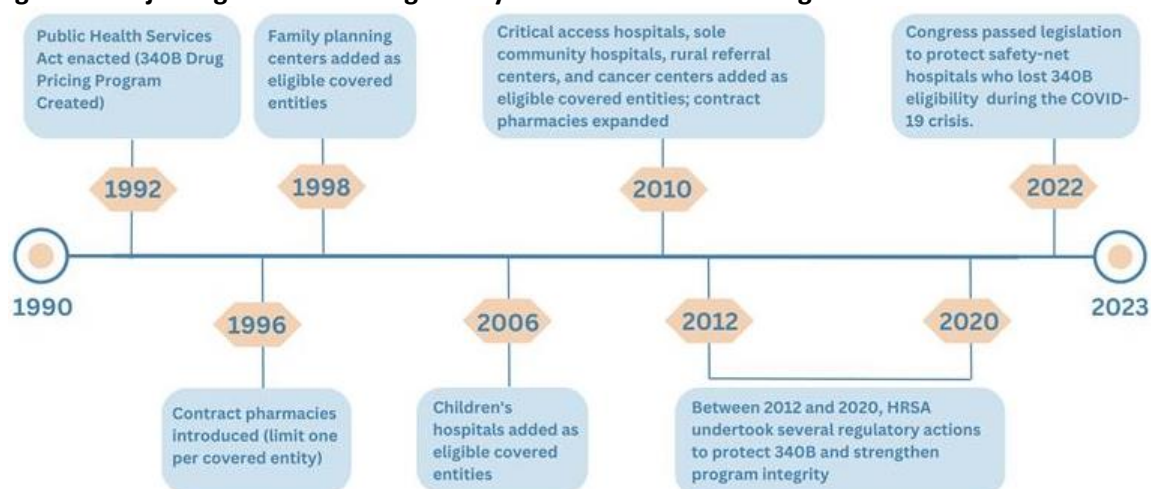 Public Health Services
Act enacted (340B Drug
Pricing Program
Created)
Family planning
centers added as
eligible covered
entities
Critical access hospitals, sole
community hospitals, rural referral
centers, and cancer centers added as
eligible covered entities; contract
pharmacies expanded
Congress passed legislation
to protect safety-net
hospitals who lost 340B
eligibility during the COVID-
19 crisis.
1992
1998
2010
2022
1990
2023
1996
2006
2012
2020
Contract pharmacies
introduced (limit one
per covered entity)
Children's
hospitals added as
eligible covered
entities
Between 2012 and 2020, HRSA
undertook several regulatory actions
to protect 340B and strengthen
program integrity